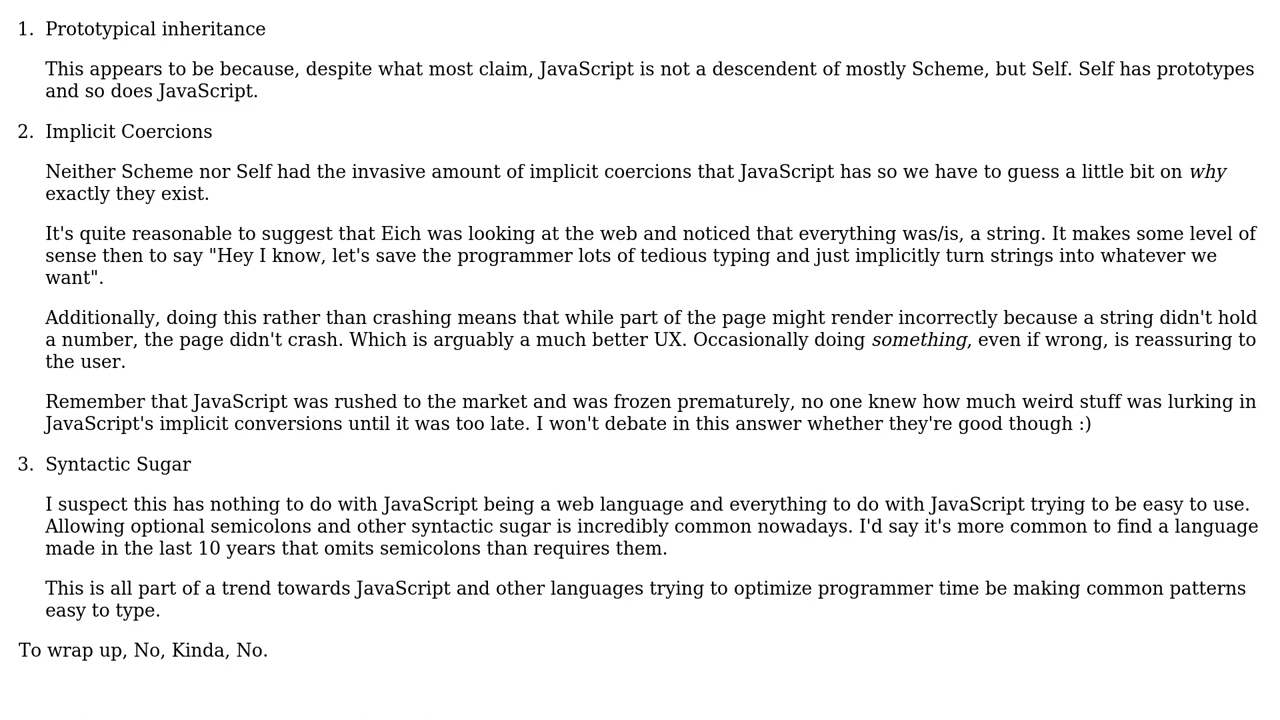 1. Prototypical inheritance
This appears to be because, despite what most claim, JavaScript is not a descendent of mostly Scheme, but Self. Self has prototypes
and so does JavaScript.
2. Implicit Coercions
Neither Scheme nor Self had the invasive amount of implicit coercions that JavaScript has so we have to guess a little bit on why
exactly they exist.
It's quite reasonable to suggest that Eich was looking at the web and noticed that everything was/is, a string. It makes some level of
sense then to say "Hey I know, let's save the programmer lots of tedious typing and just implicitly turn strings into whatever we
want".
Additionally, doing this rather than crashing means that while part of the page might render incorrectly because a string didn't hold
a number, the page didn't crash. Which is arguably a much better UX. Occasionally doing something, even if wrong, is reassuring to
the user.
Remember that JavaScript was rushed to the market and was frozen prematurely, no one knew how much weird stuff was lurking in
JavaScript's implicit conversions until it was too late. I won't debate in this answer whether they're good though :)
3. Syntactic Sugar
I suspect this has nothing to do with JavaScript being a web language and everything to do with JavaScript trying to be easy to use.
Allowing optional semicolons and other syntactic sugar is incredibly common nowadays. I'd say it's more common to find a language
made in the last 10 years that omits semicolons than requires them.
This is all part of a trend towards JavaScript and other languages trying to optimize programmer time be making common patterns
easy to type.
To wrap up, No, Kinda, No.